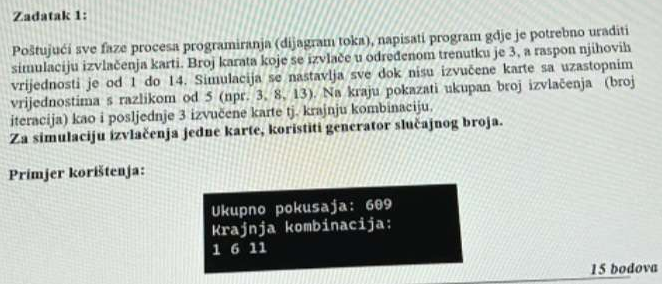 Zadatak 1:
Poštujući sve faze procesa programiranja (dijagram toka), napisati program gdje je potrebno uraditi
simulaciju izvlačenja karti. Broj karata koje se izvlače u određenom trenutku je 3, a raspon njihovih
vrijednosti je od 1 do 14. Simulacija se nastavlja sve dok nisu izvučene karte sa uzastopnim
vrijednostima s razlikom od 5 (npr. 3, 8, 13). Na kraju pokazati ukupan broj izvlačenja (broj
iteracija) kao i posljednje 3 izvučene karte tj. krajnju kombinaciju.
Za simulaciju izvlačenja jedne karte, koristiti generator slučajnog broja.
Primjer korištenja:
Ukupno pokusaja: 609
Krajnja kombinacija:
1 6 11
15 bodova